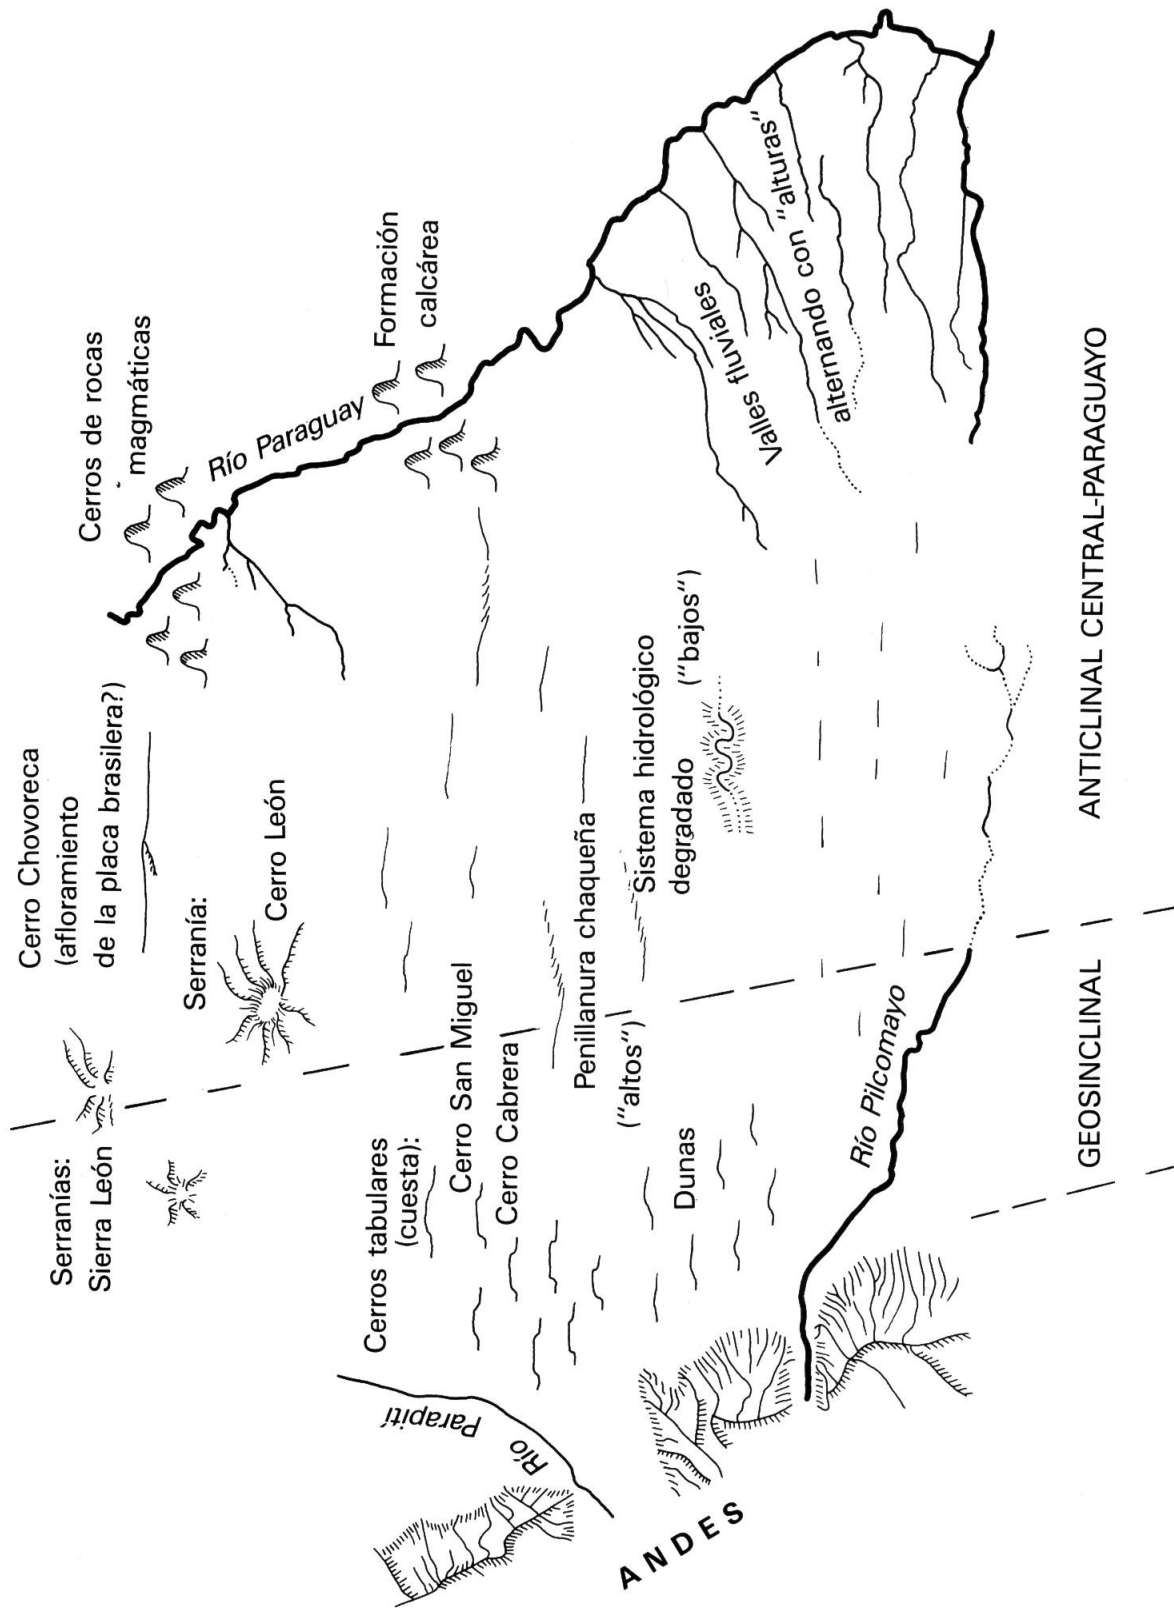 Serranías:
Sierra León
Cerro Chovoreca
(afloramiento
de la placa brasilera?)
Cerros de rocas
magmáticas
Serranía:
Cerro León
Río Paraguay
Formación
calcárea
Cerros tabulares
(cuesta):
Cerro San Miguel
Cerro Cabrera
Río Parapití
Penillanura chaqueña
("altos")
Sistema hidrológico
degradado ("bajos")
Dunas
Valles fluviales
alternando con "alturas"
ANDES
Río Pilcomayo
GEOSINCLINAL
ANTICLINAL CENTRAL-PARAGUAYO